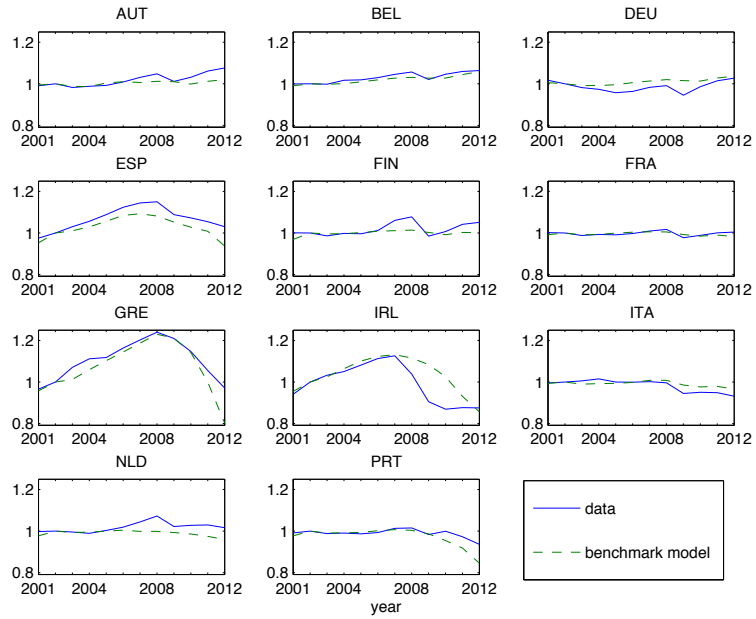 AUT BEL DEU
1.2 1.2 1.2
1 1 1
0.8 0.8 0.8
2001 2004 2008 2012 2001 2004 2008 2012 2001 2004 2008 2012
ESP FIN FRA
1.2 1.2 1.2
1 1 1
0.8 0.8 0.8
2001 2004 2008 2012 2001 2004 2008 2012 2001 2004 2008 2012
GRE IRL ITA
1.2 1.2 1.2
1 1 1
0.8 0.8 0.8
2001 2004 2008 2012 2001 2004 2008 2012 2001 2004 2008 2012
NLD PRT
1.2 1.2
1 1
0.8 0.8
2001 2004 2008 2012 2001 2004 2008 2012
year
data
benchmark model